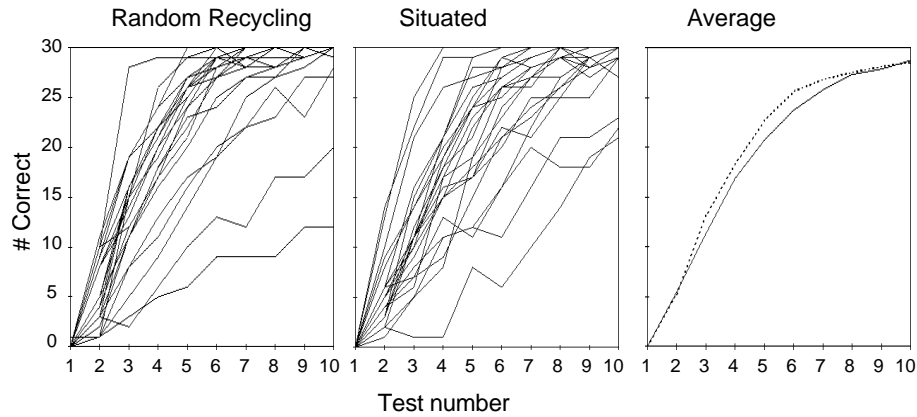 Random Recycling Situated Average
# Correct
30
25
20
15
10
5
0
1 2 3 4 5 6 7 8 9 10 1 2 3 4 5 6 7 8 9 10 1 2 3 4 5 6 7 8 9 10
Test number